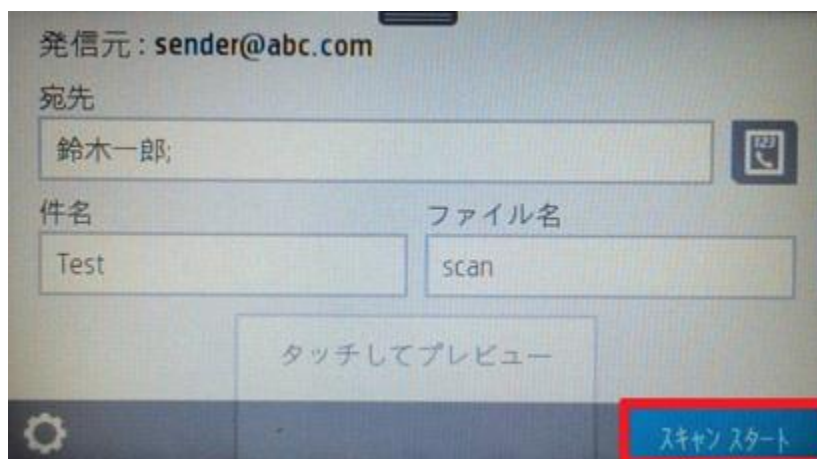 発信元 : sender@abc.com
宛先
鈴木一郎;
件名 ファイル名
Test scan
タッチしてプレビュー
スキャン スタート